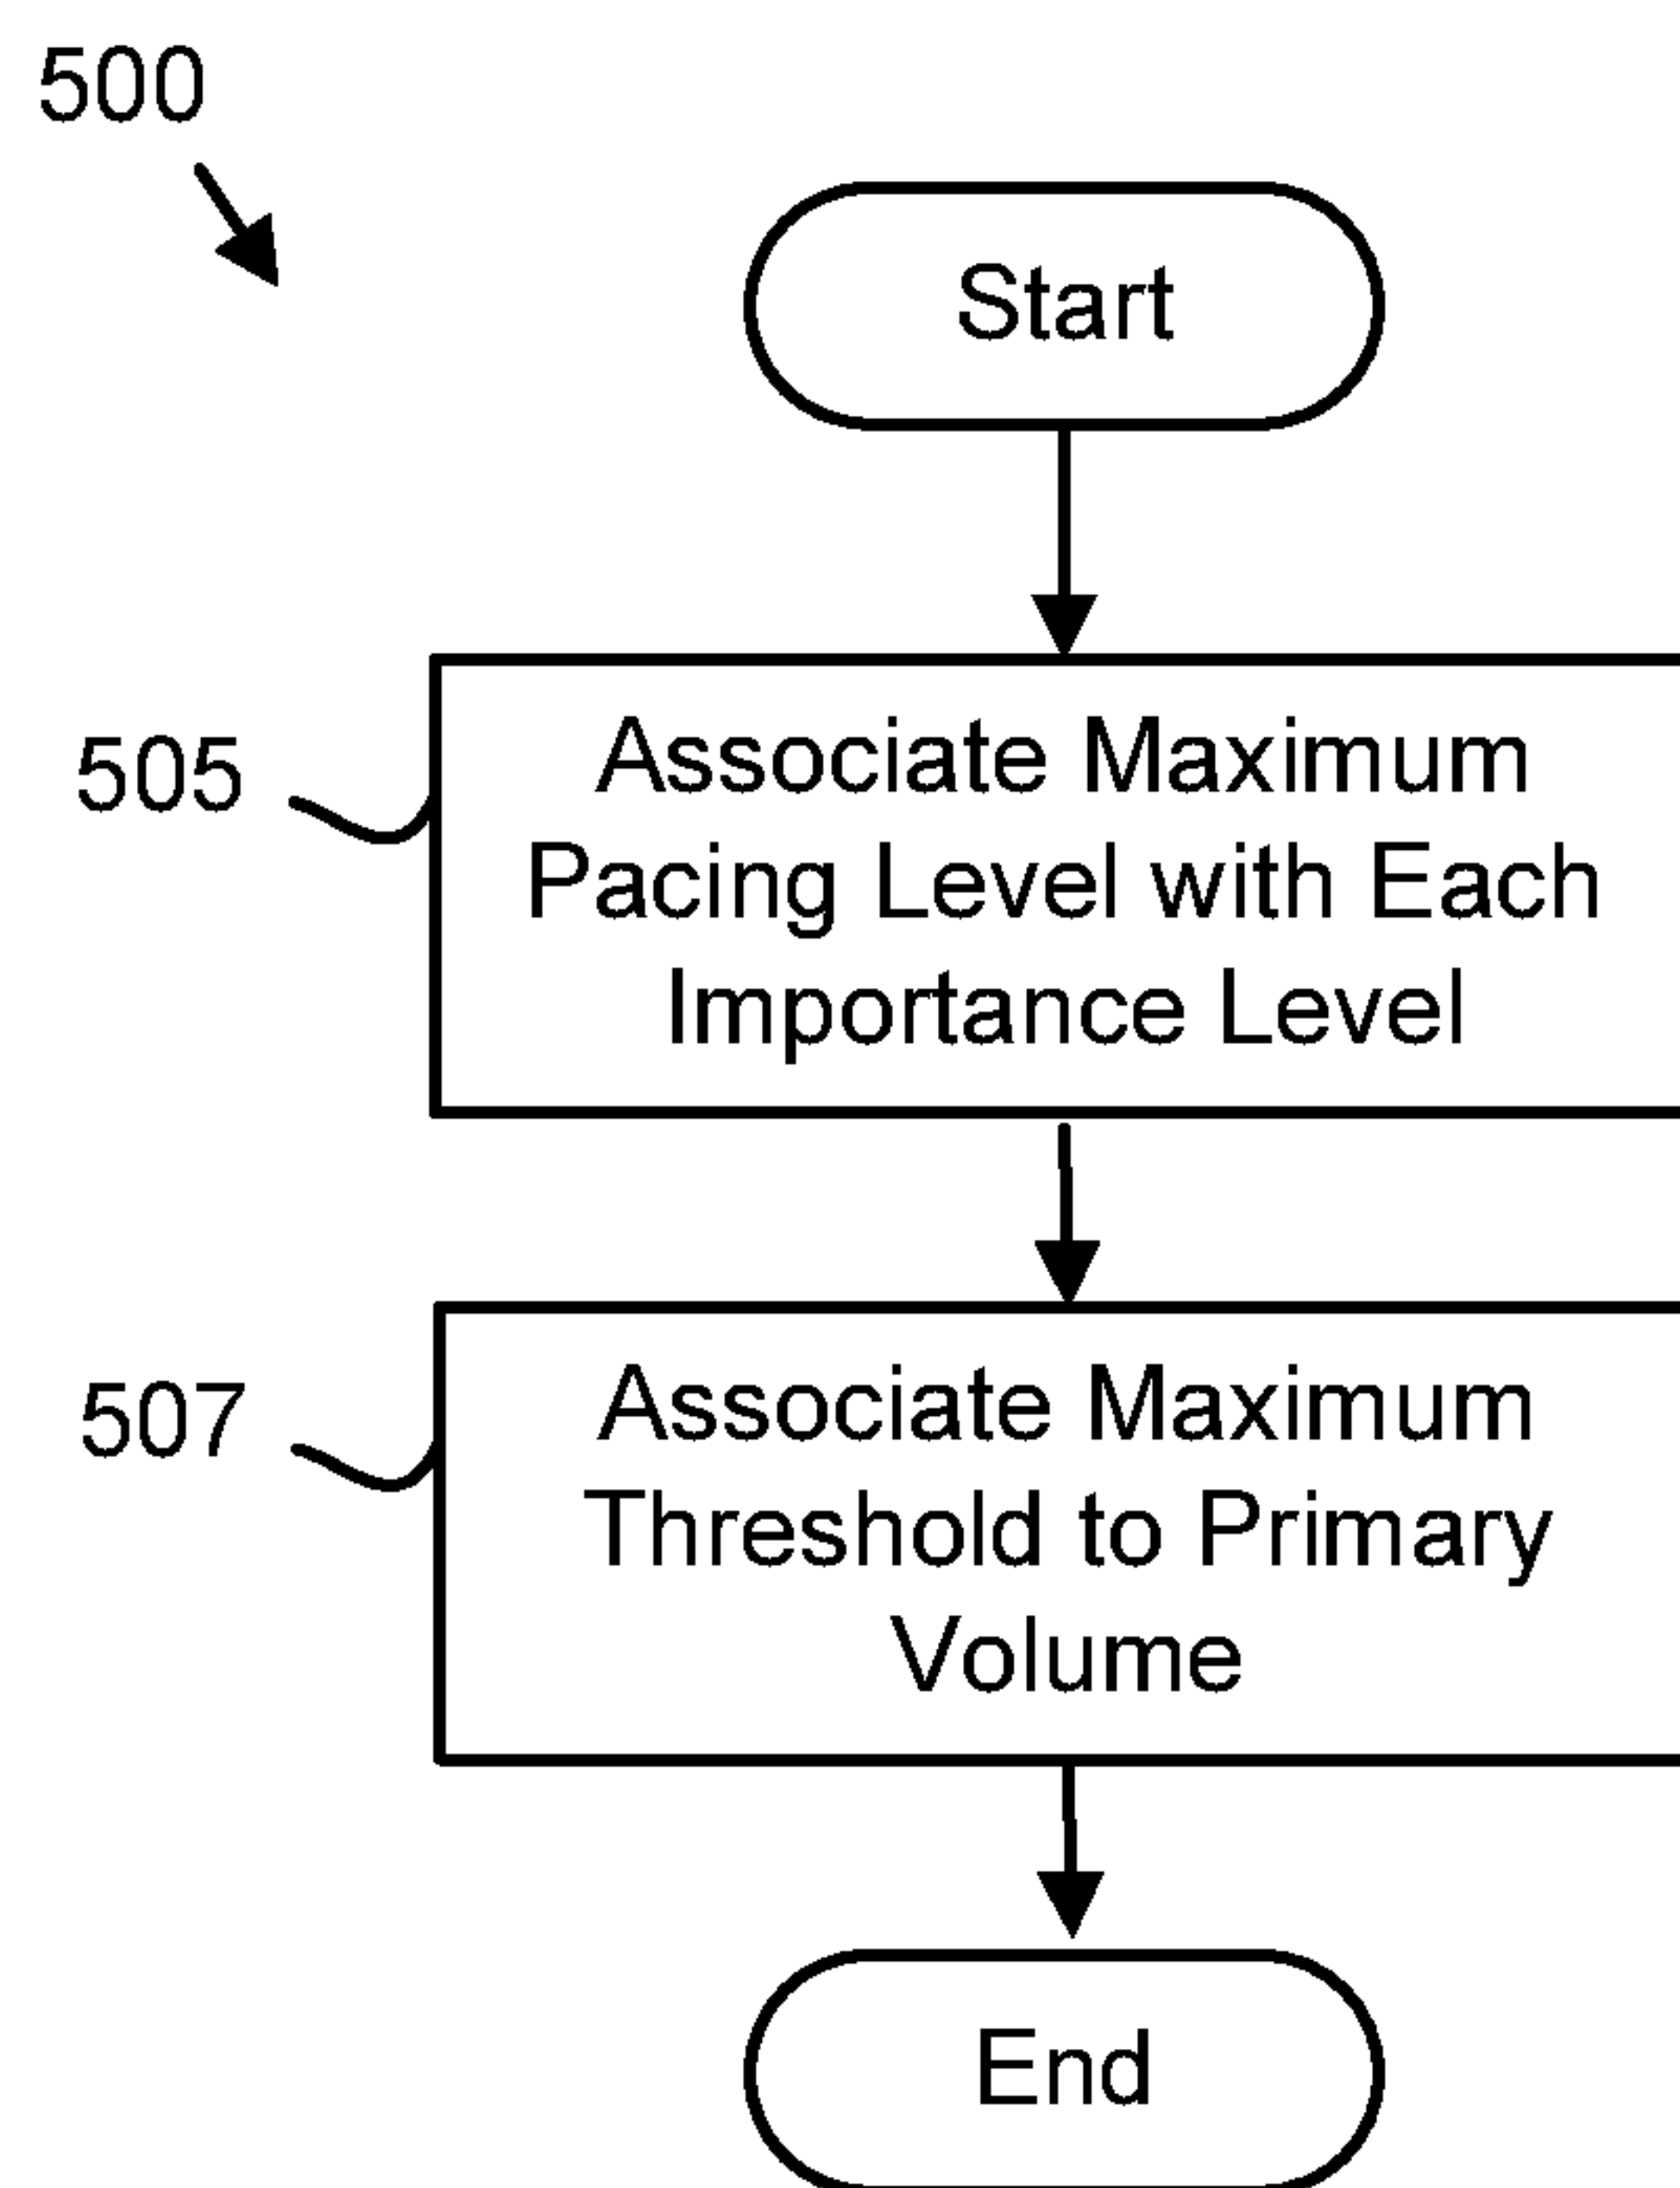 500
Start
505
Associate Maximum
Pacing Level with Each
Importance Level
507
Associate Maximum
Threshold to Primary
Volume
End